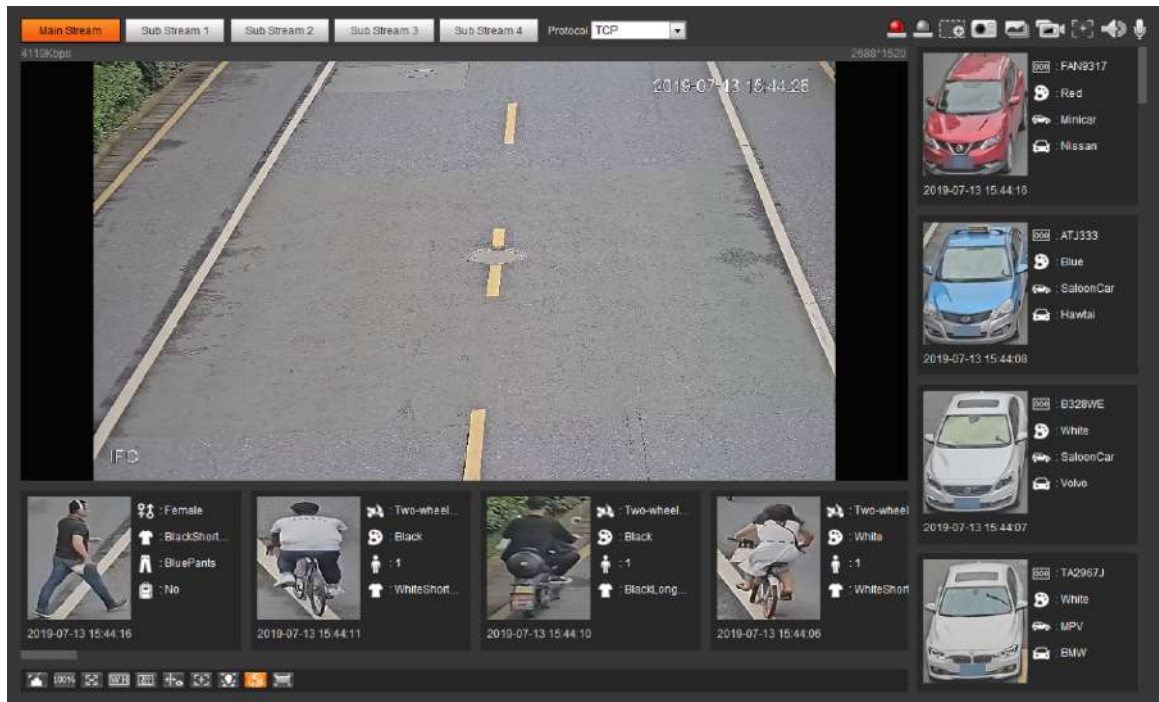 Main Stream
Sub Stream 1
Sub Stream 2
Sub Stream 3
Sub Stream 4
Protocol TCP
4119Kbps
2688*1520
2019-07-13 15:44:26
IFC
: FAN9317
: Red
: Minicar
: Nissan
2019-07-13 15:44:16
: ATJ333
: Blue
: SaloonCar
: Hawtai
2019-07-13 15:44:08
: B328WE
: White
: SaloonCar
: Volvo
2019-07-13 15:44:07
: TA2967J
: White
: MPV
: BMW
: Female
: BlackShort...
: BluePants
: No
2019-07-13 15:44:16
: Two-wheel...
: Black
: 1
: WhiteShort...
2019-07-13 15:44:11
: Two-wheel...
: Black
: 1
: BlackLong...
2019-07-13 15:44:10
: Two-wheel
: White
: 1
: WhiteShort
2019-07-13 15:44:06
100%
W:H